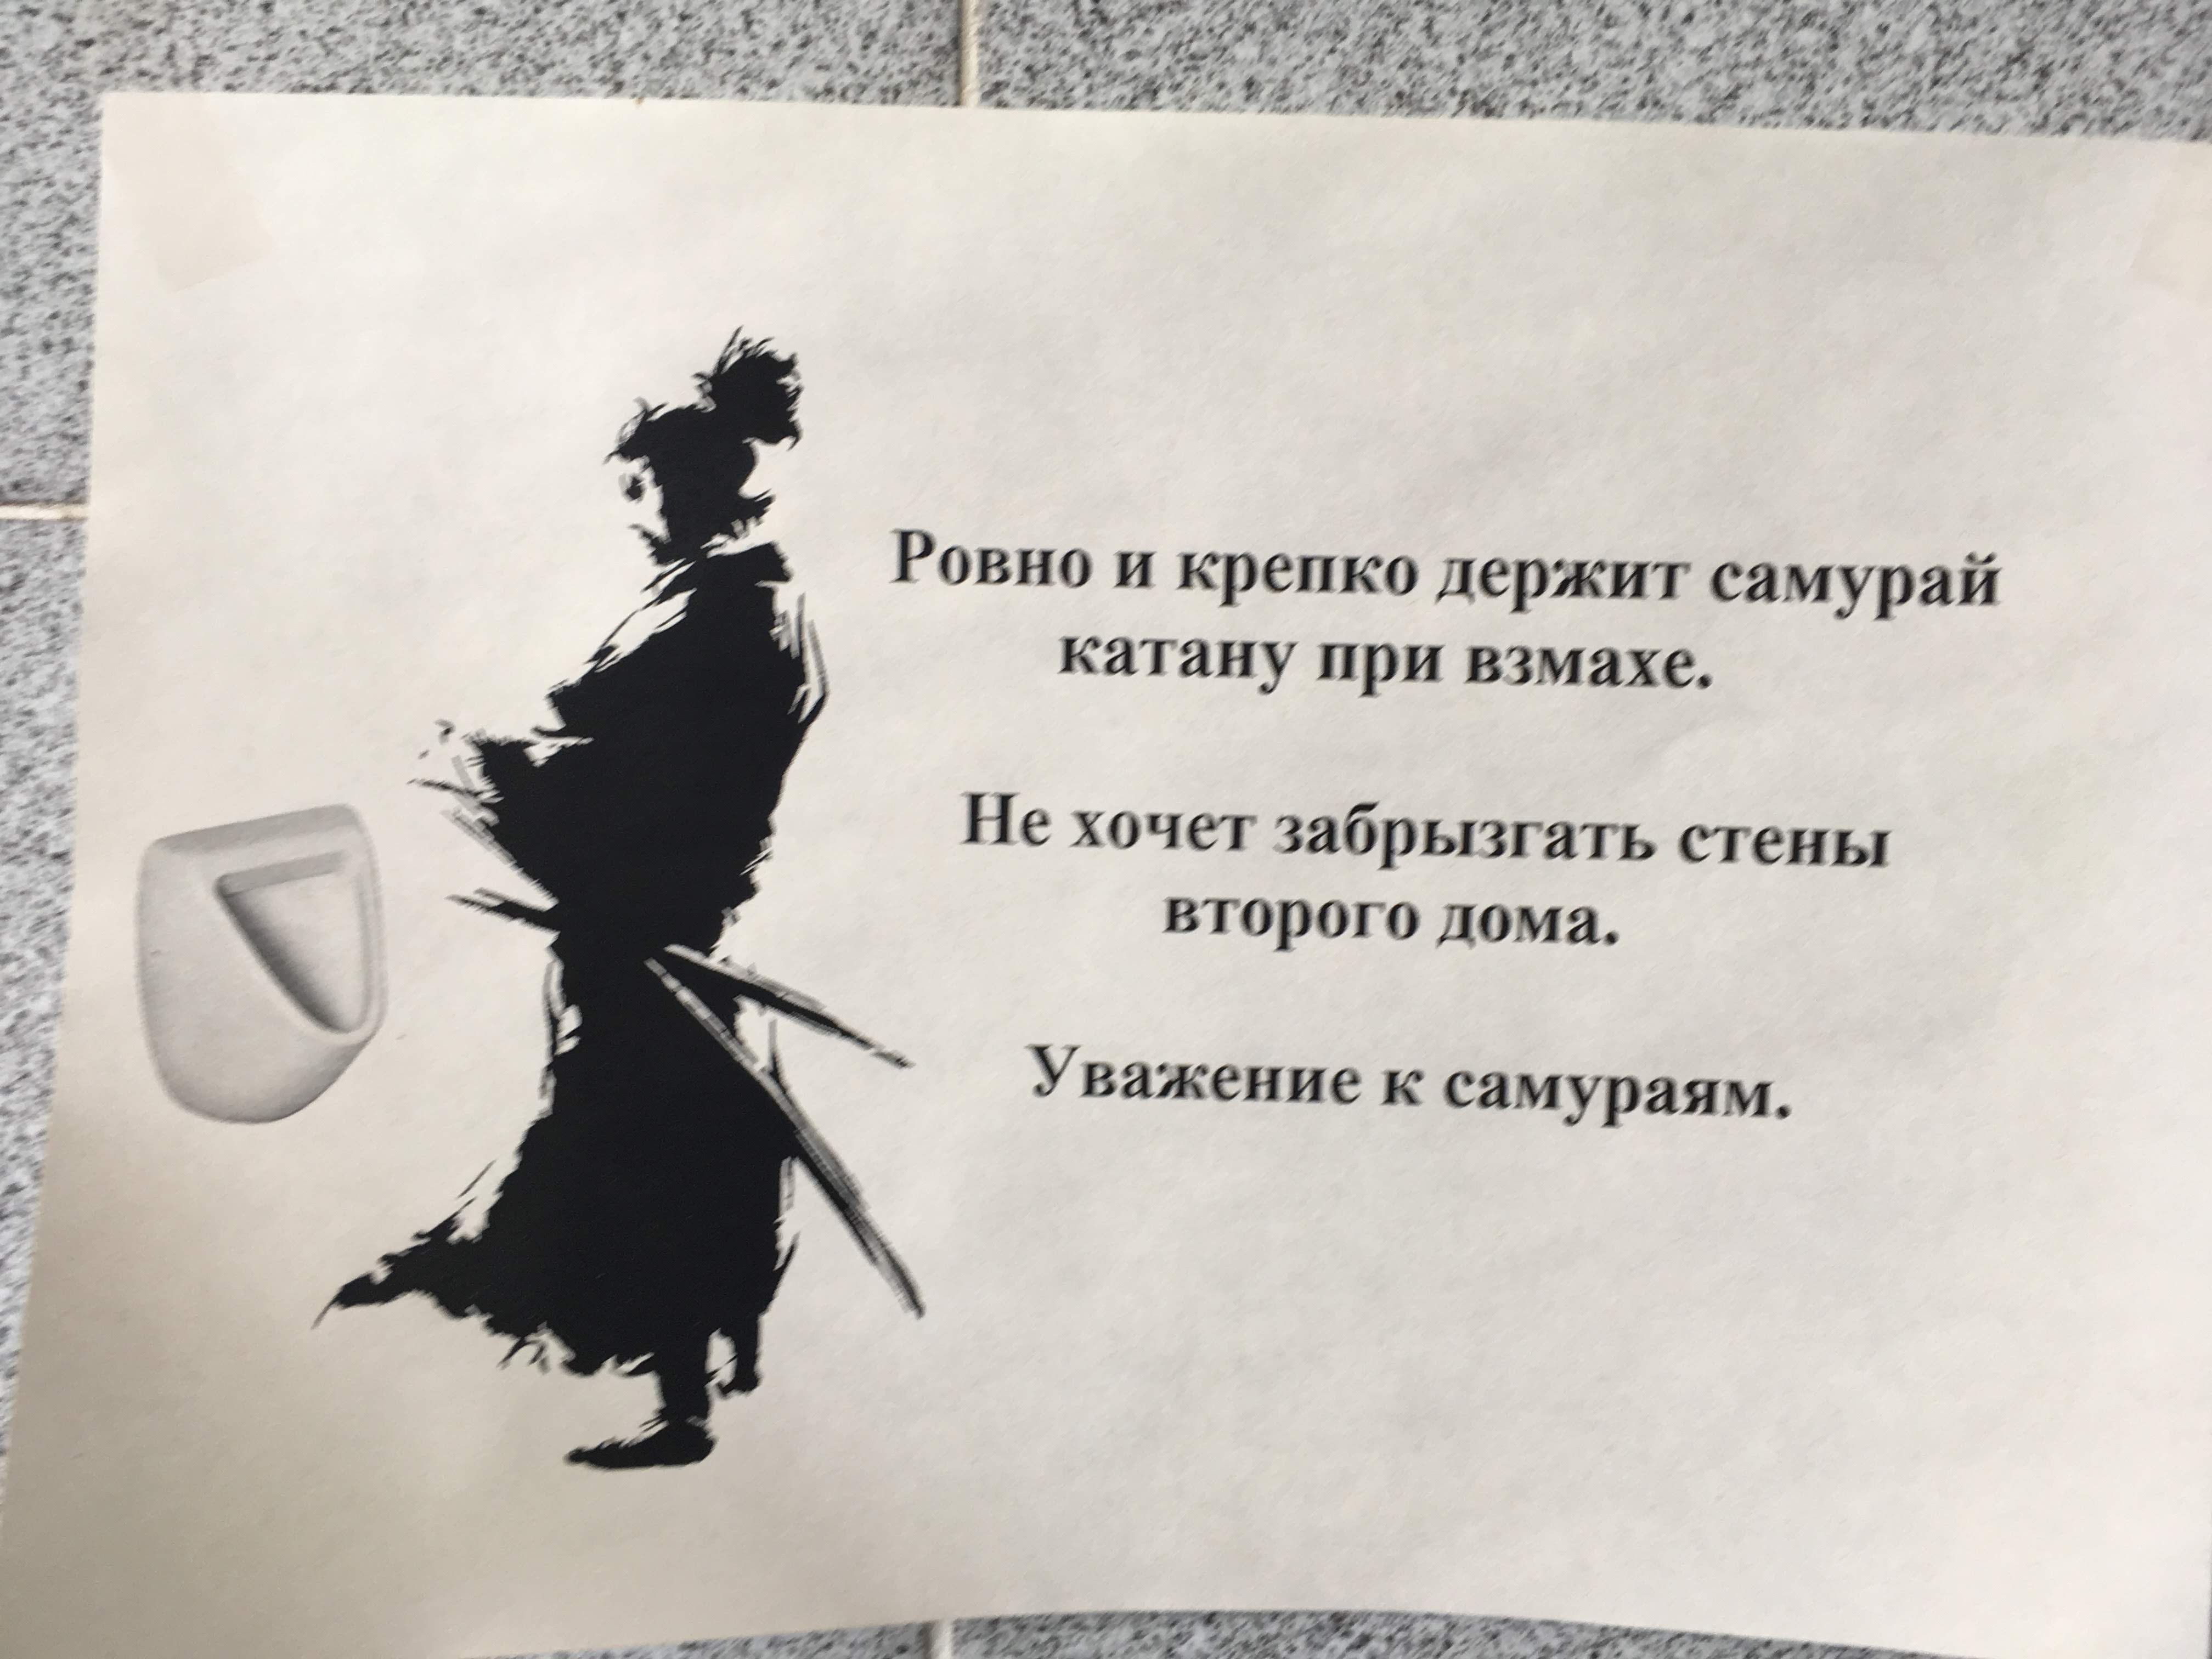 Ровно и крепко держит самурай
катану при взмахе.
Не хочет забрызгать стены
второго дома.
Уважение к самураям.